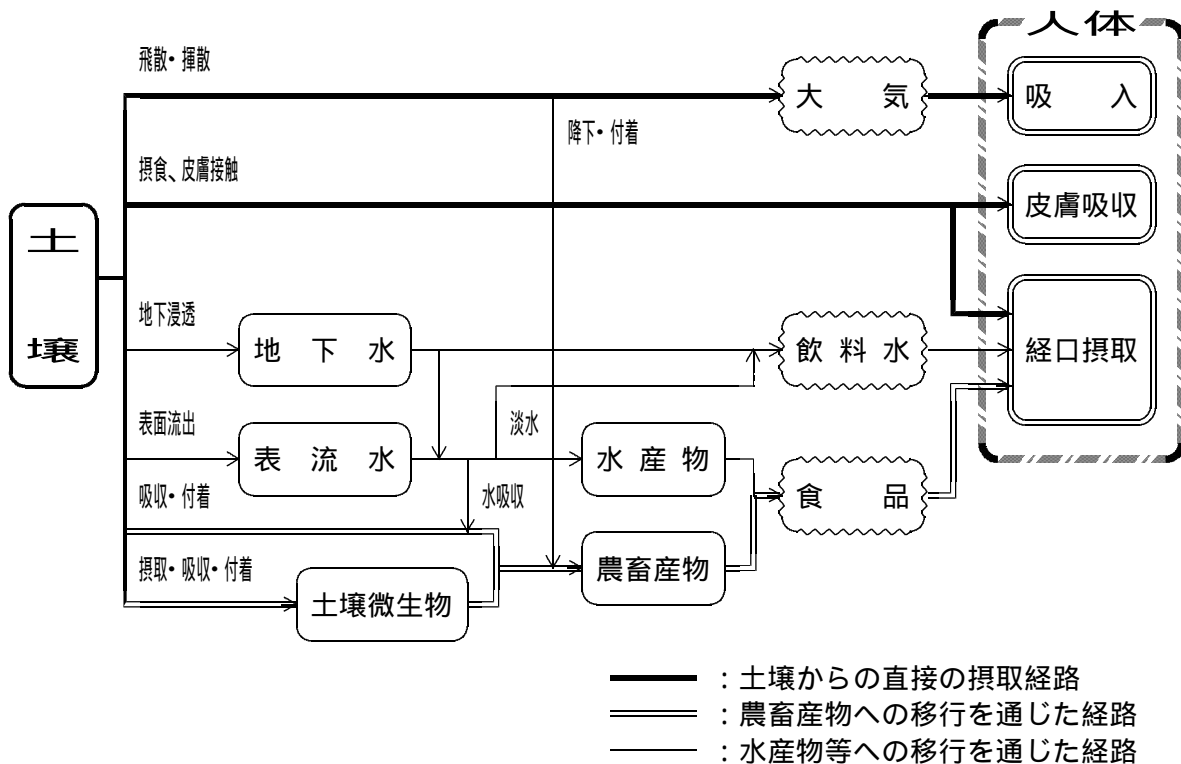 人体
飛散・揮散
大気
吸入
降下・付着
摂食、皮膚接触
皮膚吸収
土壌
地下浸透
地下水
飲料水
経口摂取
表面流出
淡水
表流水
水産物
吸収・付着
水吸収
食品
摂取・吸収・付着
農畜産物
土壌微生物
：土壌からの直接の摂取経路
：農畜産物への移行を通じた経路
：水産物等への移行を通じた経路